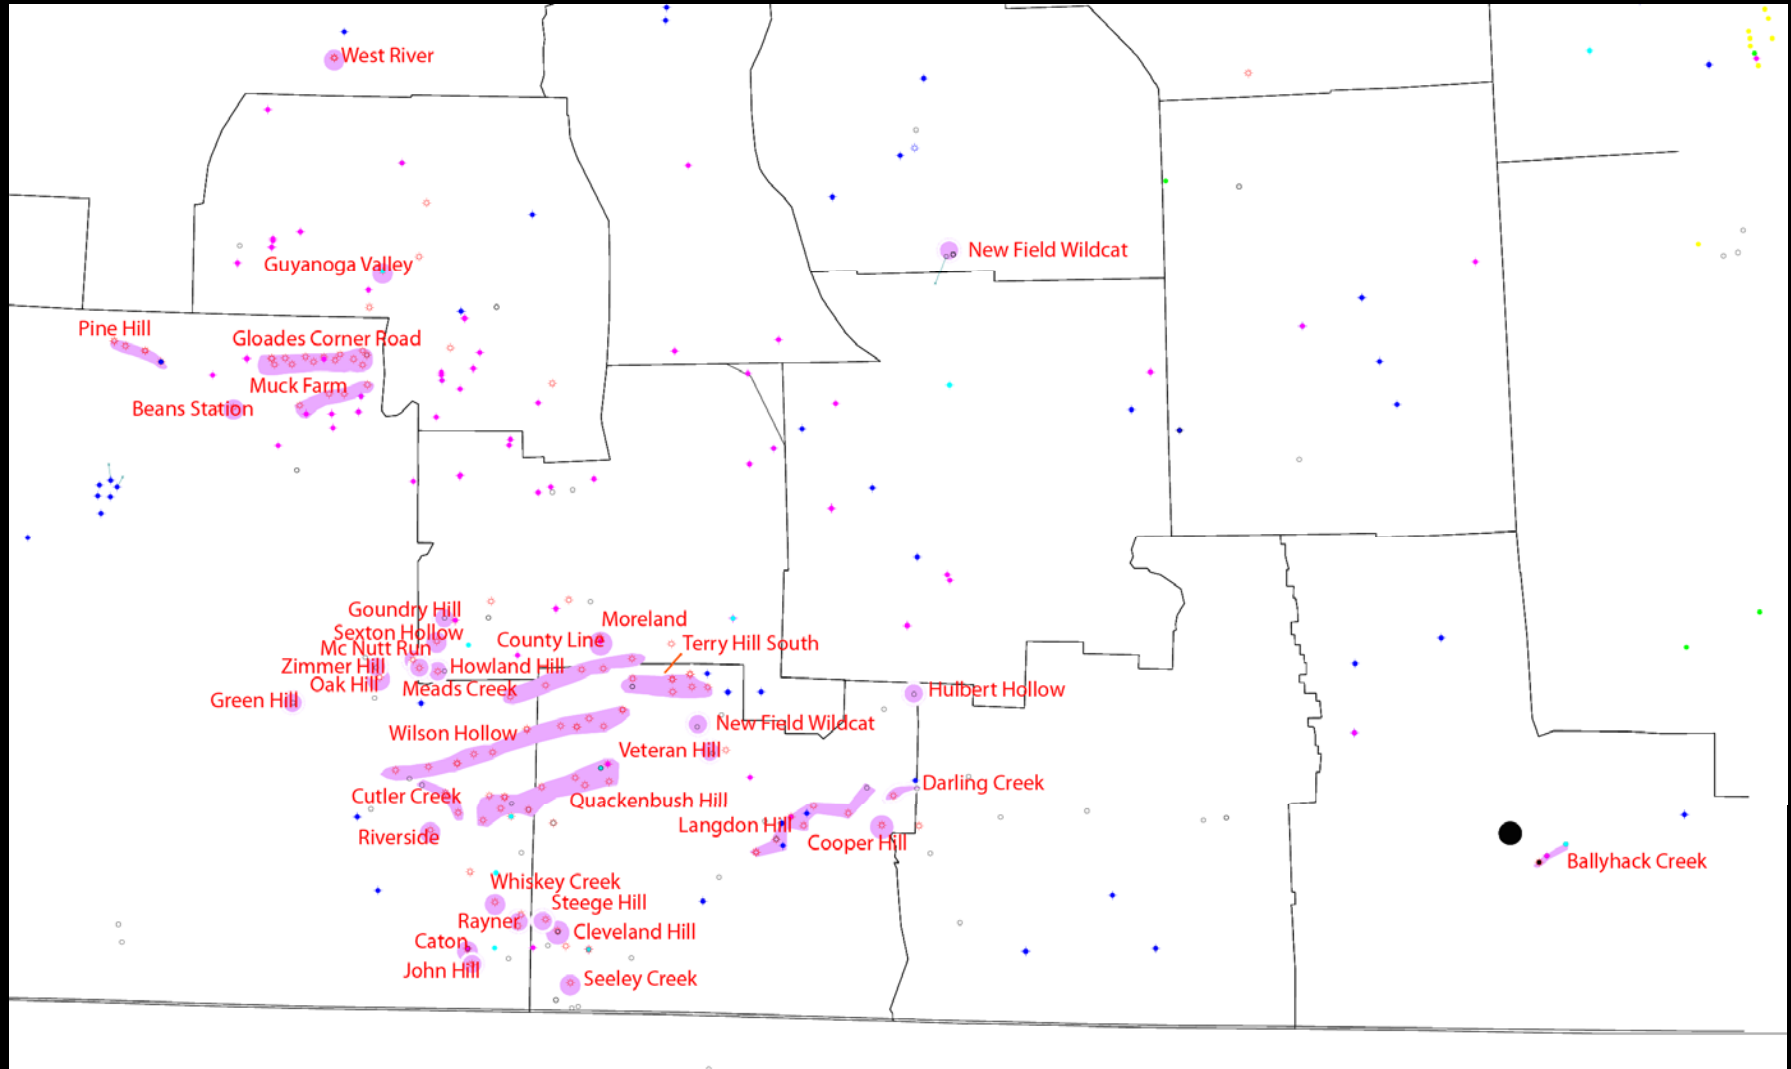 West River
New Field Wildcat
Guyanoga Valley
Pine Hill
Gloades Corner Road
Muck Farm
Beans Station
Goundry Hill
Moreland
Sexton Hollow
County Line
Terry Hill South
Mc Nutt Run
Zimmer Hill
Howland Hill
Oak Hill
Meads Creek
Hulbert Hollow
Green Hill
New Field Wildcat
Wilson Hollow
Veteran Hill
Darling Creek
Cutler Creek
Quackenbush Hill
Langdon Hill
Riverside
Cooper Hill
Ballyhack Creek
Whiskey Creek
Steege Hill
Rayner
Cleveland Hill
Caton
John Hill
Seeley Creek